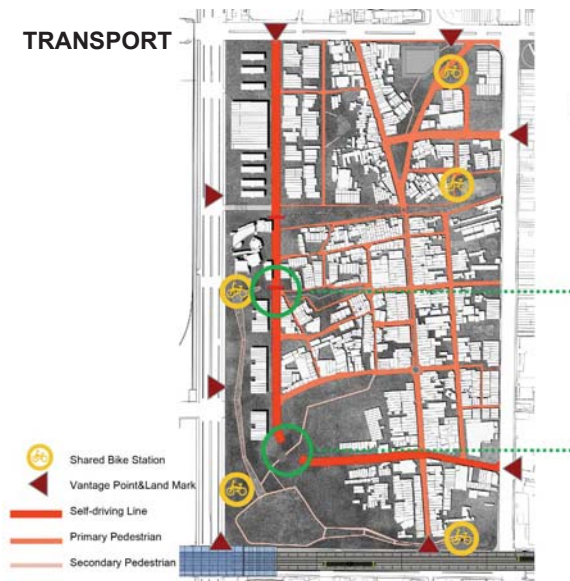 TRANSPORT
Shared Bike Station
Vantage Point&Land Mark
Self-driving Line
Primary Pedestrian
Secondary Pedestrian